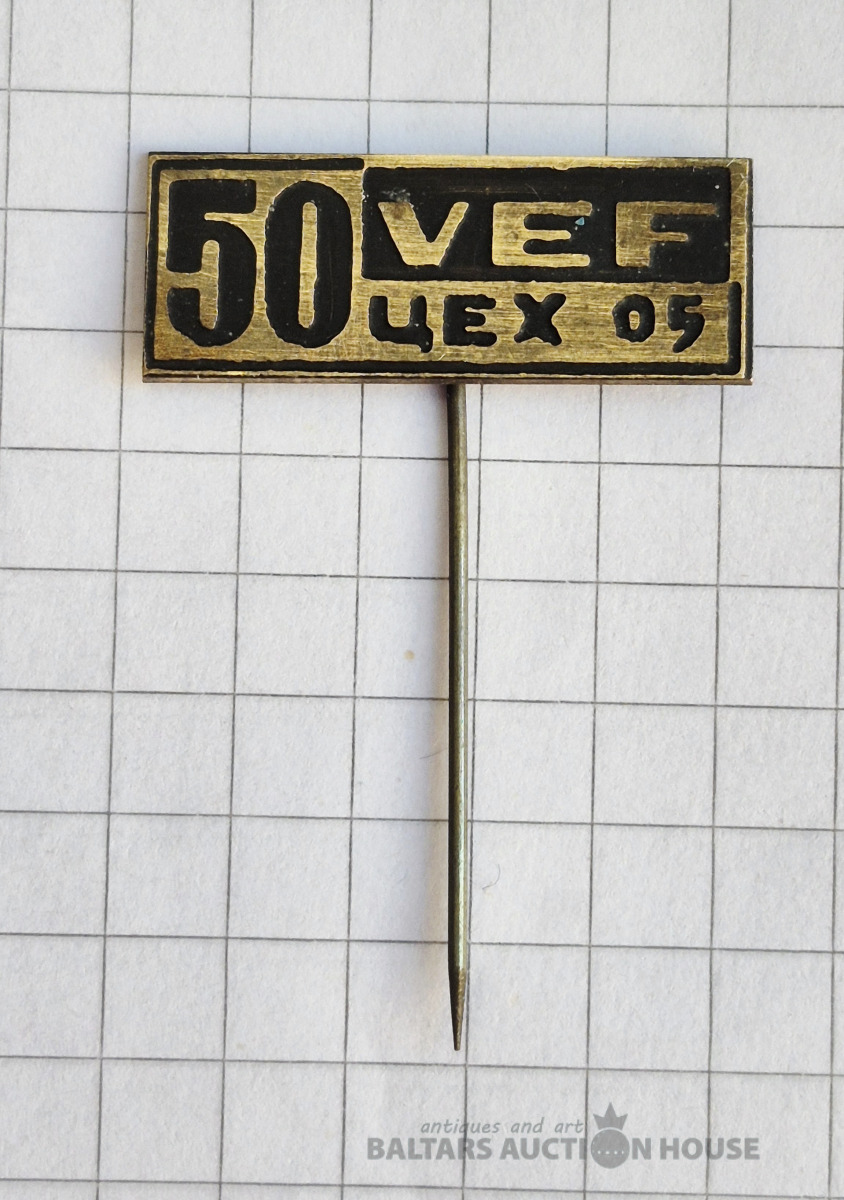 50 VEF
ЦЕХ 05
antiques and art
BALTARS AUCTION HOUSE